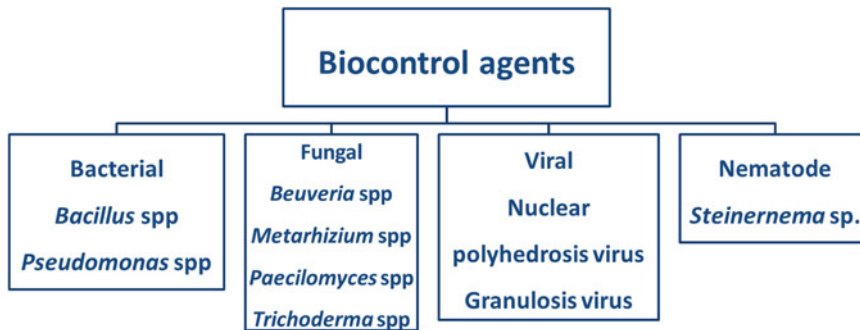 Biocontrol agents
Bacterial
Bacillus spp
Pseudomonas spp
Fungal
Beuveria spp
Metarhizium spp
Paecilomyces spp
Trichoderma spp
Viral
Nuclear
polyhedrosis virus
Granulosis virus
Nematode
Steinernema sp.